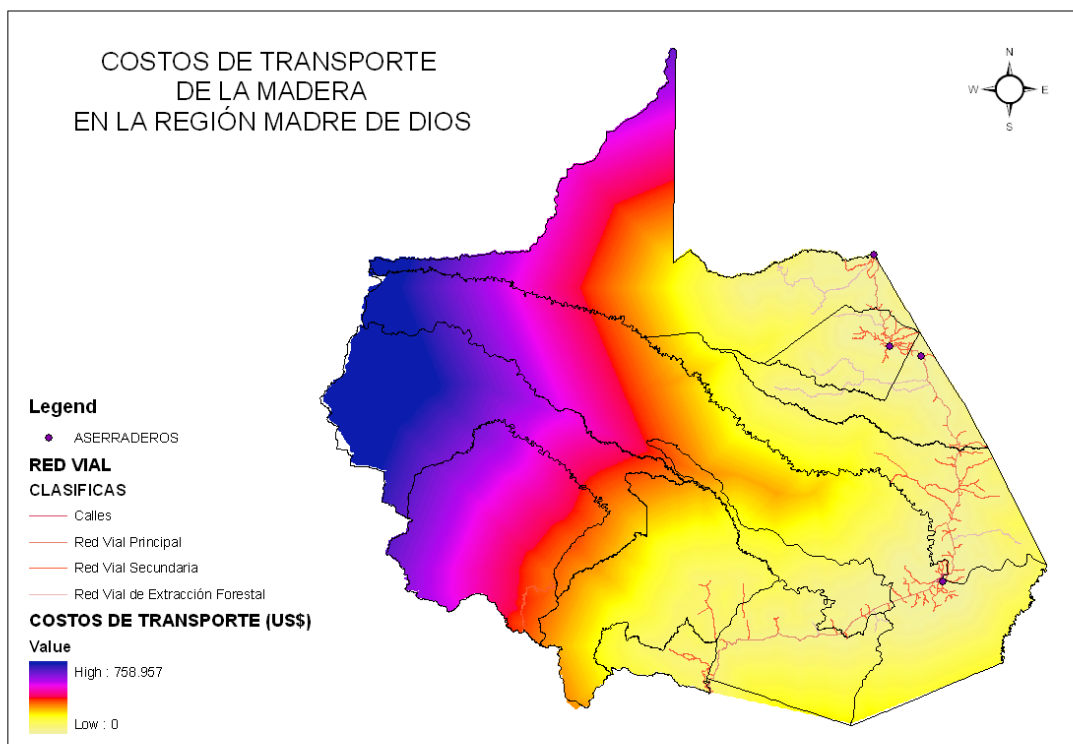 COSTOS DE TRANSPORTE
DE LA MADERA
EN LA REGIÓN MADRE DE DIOS
N
W
E
S
Legend
ASERRADEROS
RED VIAL
CLASIFICAS
Calles
Red Vial Principal
Red Vial Secundaria
Red Vial de Extracción Forestal
COSTOS DE TRANSPORTE (US$)
Value
High : 758.957
Low : 0